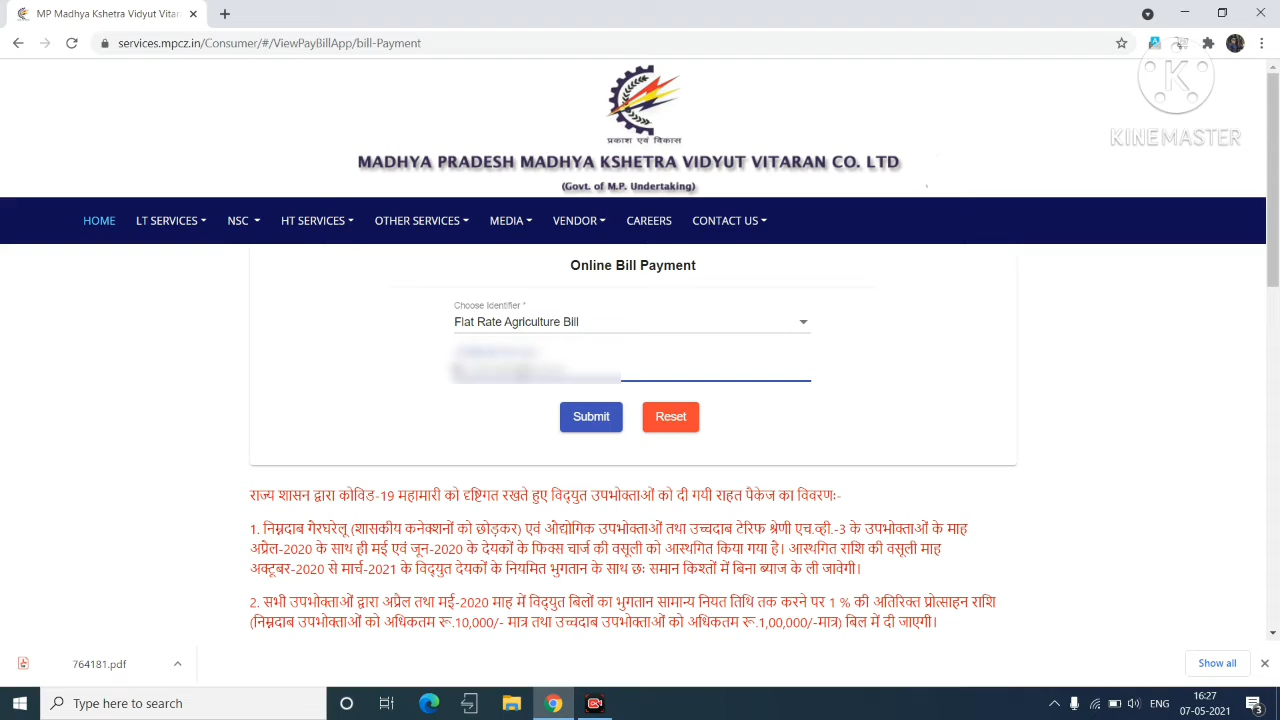 MPCZ
services.mpcz.in/Consumer/#/ViewPayBillApp/bill-Payment
K
KINEMASTER
प्रकाश एवं विकास
MADHYA PRADESH MADHYA KSHETRA VIDYUT VITARAN CO. LTD
(Govt. of M.P. Undertaking)
HOME LT SERVICES NSC HT SERVICES OTHER SERVICES MEDIA VENDOR CAREERS CONTACT US
Online Bill Payment
Choose Identifier *
Flat Rate Agriculture Bill
Submit Reset
राज्य शासन द्वारा कोविड-19 महामारी को दृष्टिगत रखते हुए विद्युत उपभोक्ताओं को दी गयी राहत पैकेज का विवरणः-
1. निम्नदाब गैरघरेलू (शासकीय कनेक्शनों को छोड़कर) एवं औद्योगिक उपभोक्ताओं तथा उच्चदाब टेरिफ श्रेणी एच.व्ही.-3 के उपभोक्ताओं के माह
अप्रैल-2020 के साथ ही मई एवं जून-2020 के देयकों के फिक्स चार्ज की वसूली को आस्थगित किया गया है। आस्थगित राशि की वसूली माह
अक्टूबर-2020 से मार्च-2021 के विद्युत देयकों के नियमित भुगतान के साथ छः समान किश्तों में बिना ब्याज के ली जावेगी।
2. सभी उपभोक्ताओं द्वारा अप्रैल तथा मई-2020 माह में विद्युत बिलों का भुगतान सामान्य नियत तिथि तक करने पर 1 % की अतिरिक्त प्रोत्साहन राशि
(निम्नदाब उपभोक्ताओं को अधिकतम रू.10,000/- मात्र तथा उच्चदाब उपभोक्ताओं को अधिकतम रू.1,00,000/-मात्र) बिल में दी जाएगी।
764181.pdf Show all
Type here to search ENG 16:27
07-05-2021 3